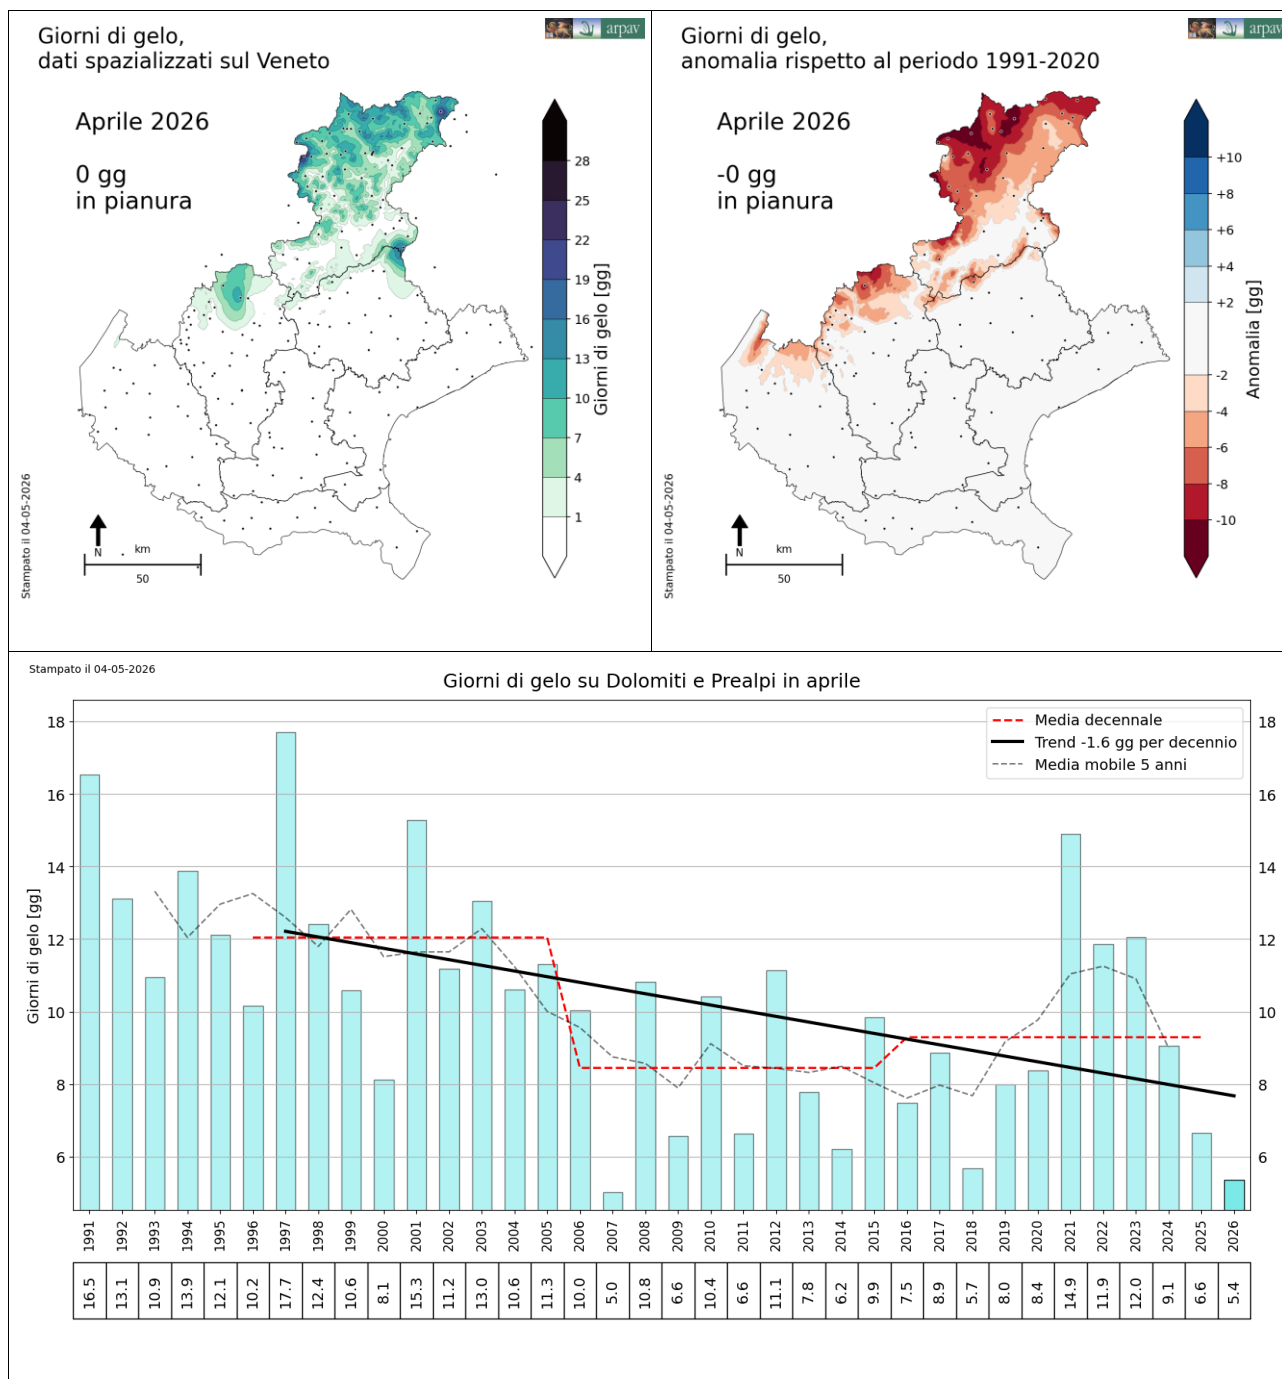 Giorni di gelo,
dati spazializzati sul Veneto
arpav
Aprile 2026
0 gg
in pianura
28
25
22
19
16
13
10
7
4
1
Giorni di gelo [gg]
Stampato il 04-05-2026
N
km
50
Giorni di gelo,
anomalia rispetto al periodo 1991-2020
arpav
Aprile 2026
-0 gg
in pianura
+10
+8
+6
+4
+2
-2
-4
-6
-8
-10
Anomalia [gg]
Stampato il 04-05-2026
N
km
50
Stampato il 04-05-2026
Giorni di gelo su Dolomiti e Prealpi in aprile
Media decennale
Trend -1.6 gg per decennio
Media mobile 5 anni
Giorni di gelo [gg]
18 18
16 16
14 14
12 12
10 10
8 8
6 6
1991 1992 1993 1994 1995 1996 1997 1998 1999 2000 2001 2002 2003 2004 2005 2006 2007 2008 2009 2010 2011 2012 2013 2014 2015 2016 2017 2018 2019 2020 2021 2022 2023 2024 2025 2026
16.5 13.1 10.9 13.9 12.1 10.2 17.7 12.4 10.6 8.1 15.3 11.2 13.0 10.6 11.3 10.0 5.0 10.8 6.6 10.4 6.6 11.1 7.8 6.2 9.9 7.5 8.9 5.7 8.0 8.4 14.9 11.9 12.0 9.1 6.6 5.4